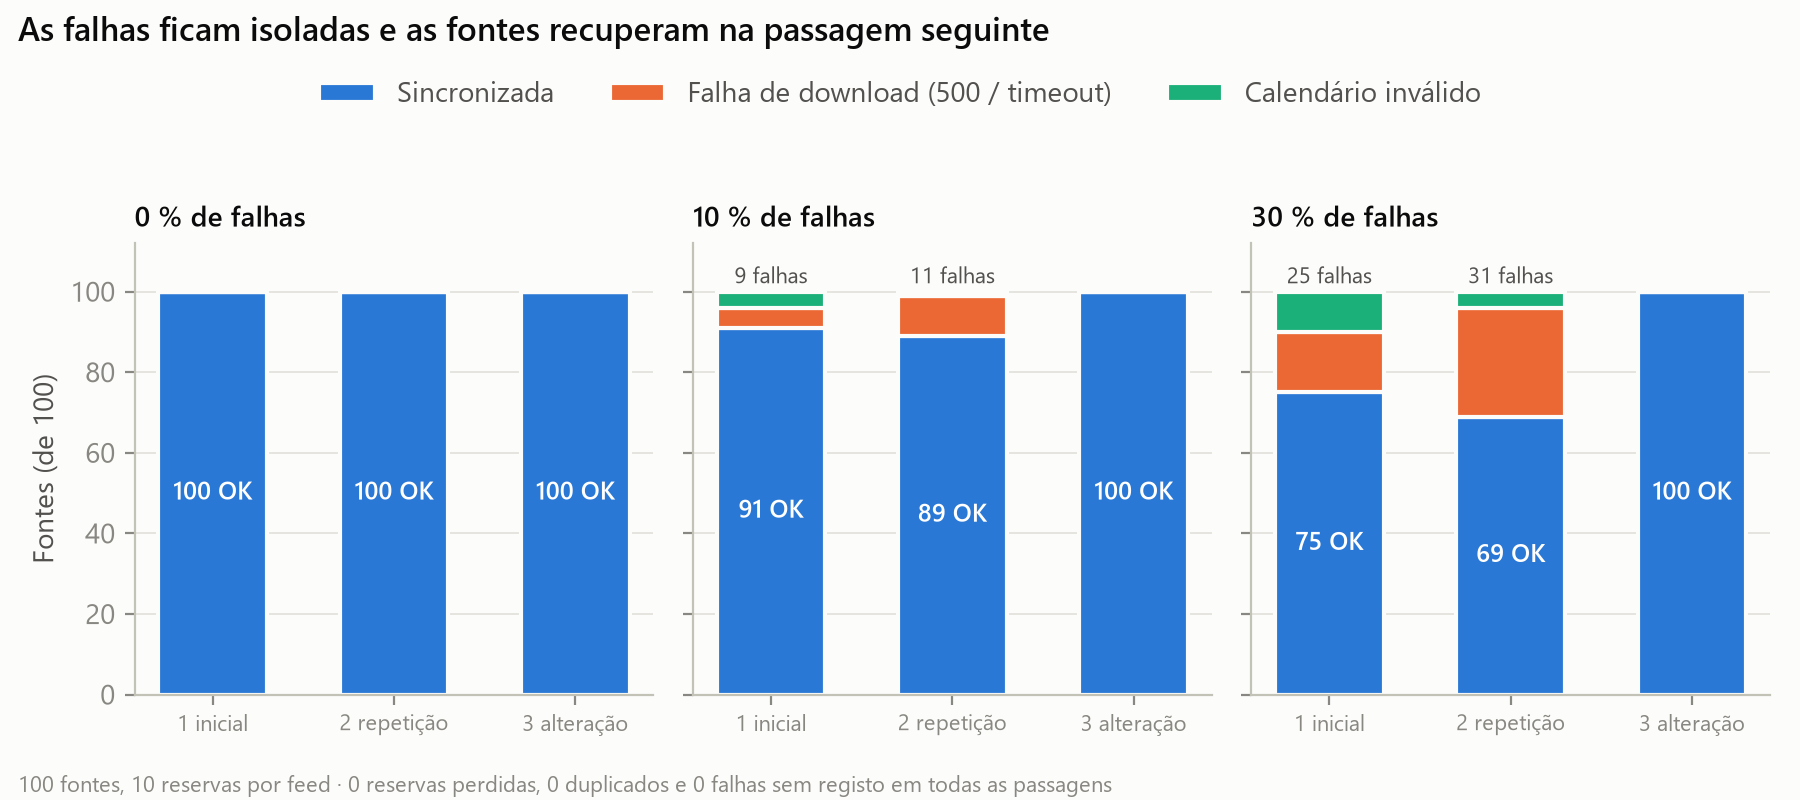 As falhas ficam isoladas e as fontes recuperam na passagem seguinte
Sincronizada
Falha de download (500 / timeout)
Calendário inválido
0 % de falhas
10 % de falhas
30 % de falhas
9 falhas
11 falhas
25 falhas
31 falhas
Fontes (de 100)
100
80
60
40
20
0
100 OK
100 OK
100 OK
91 OK
89 OK
100 OK
75 OK
69 OK
100 OK
1 inicial
2 repetição
3 alteração
1 inicial
2 repetição
3 alteração
1 inicial
2 repetição
3 alteração
100 fontes, 10 reservas por feed · 0 reservas perdidas, 0 duplicados e 0 falhas sem registo em todas as passagens